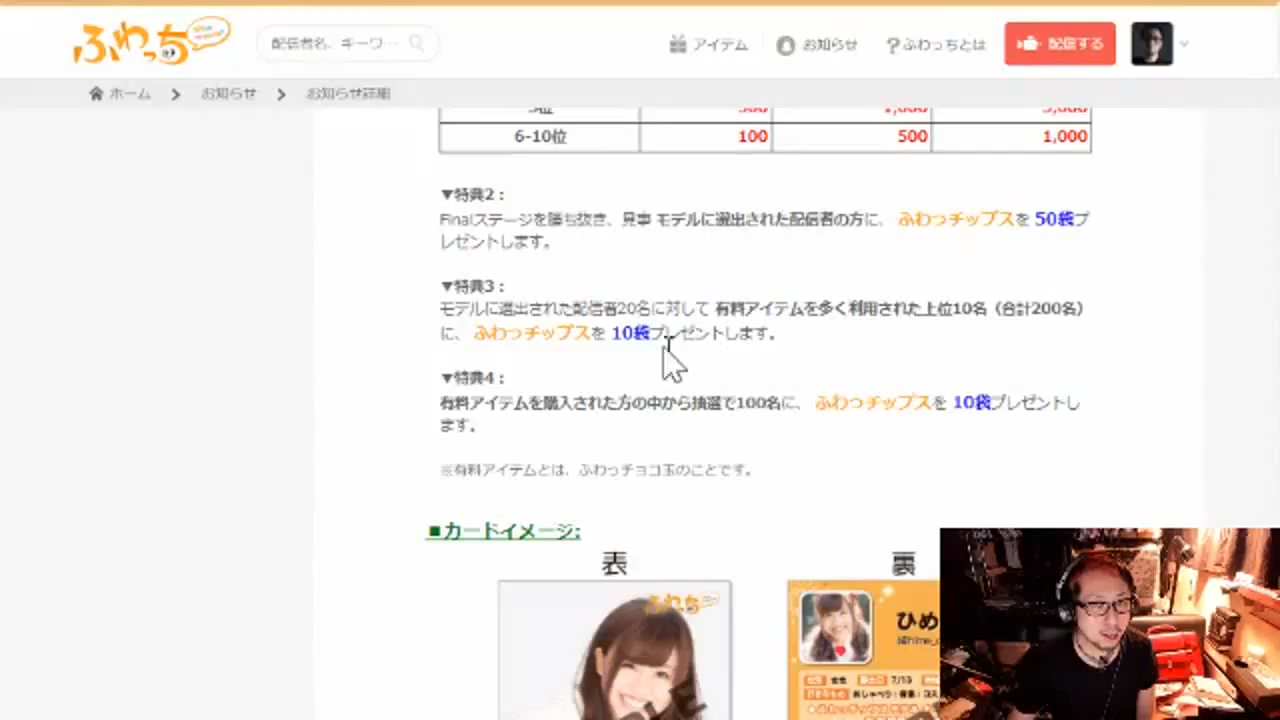 ふわっち
配信者名、キーワ…
アイテム
お知らせ
?ふわっちとは
配信する
ホーム > お知らせ > お知らせ詳細
6-10位 100 500 1,000
▼特典2：
Finalステージを勝ち抜き、見事 モデルに選出された配信者の方に、 ふわっチップスを 50袋プ
レゼントします。
▼特典3：
モデルに選出された配信者20名に対して 有料アイテムを多く利用された上位10名（合計200名）
に、 ふわっチップスを 10袋プレゼントします。
▼特典4：
有料アイテムを購入された方の中から抽選で100名に、 ふわっチップスを 10袋プレゼントし
ます。
※有料アイテムとは、ふわっチョコ玉のことです。
■カードイメージ:
表 裏
ふわっち
ひめ
7/13